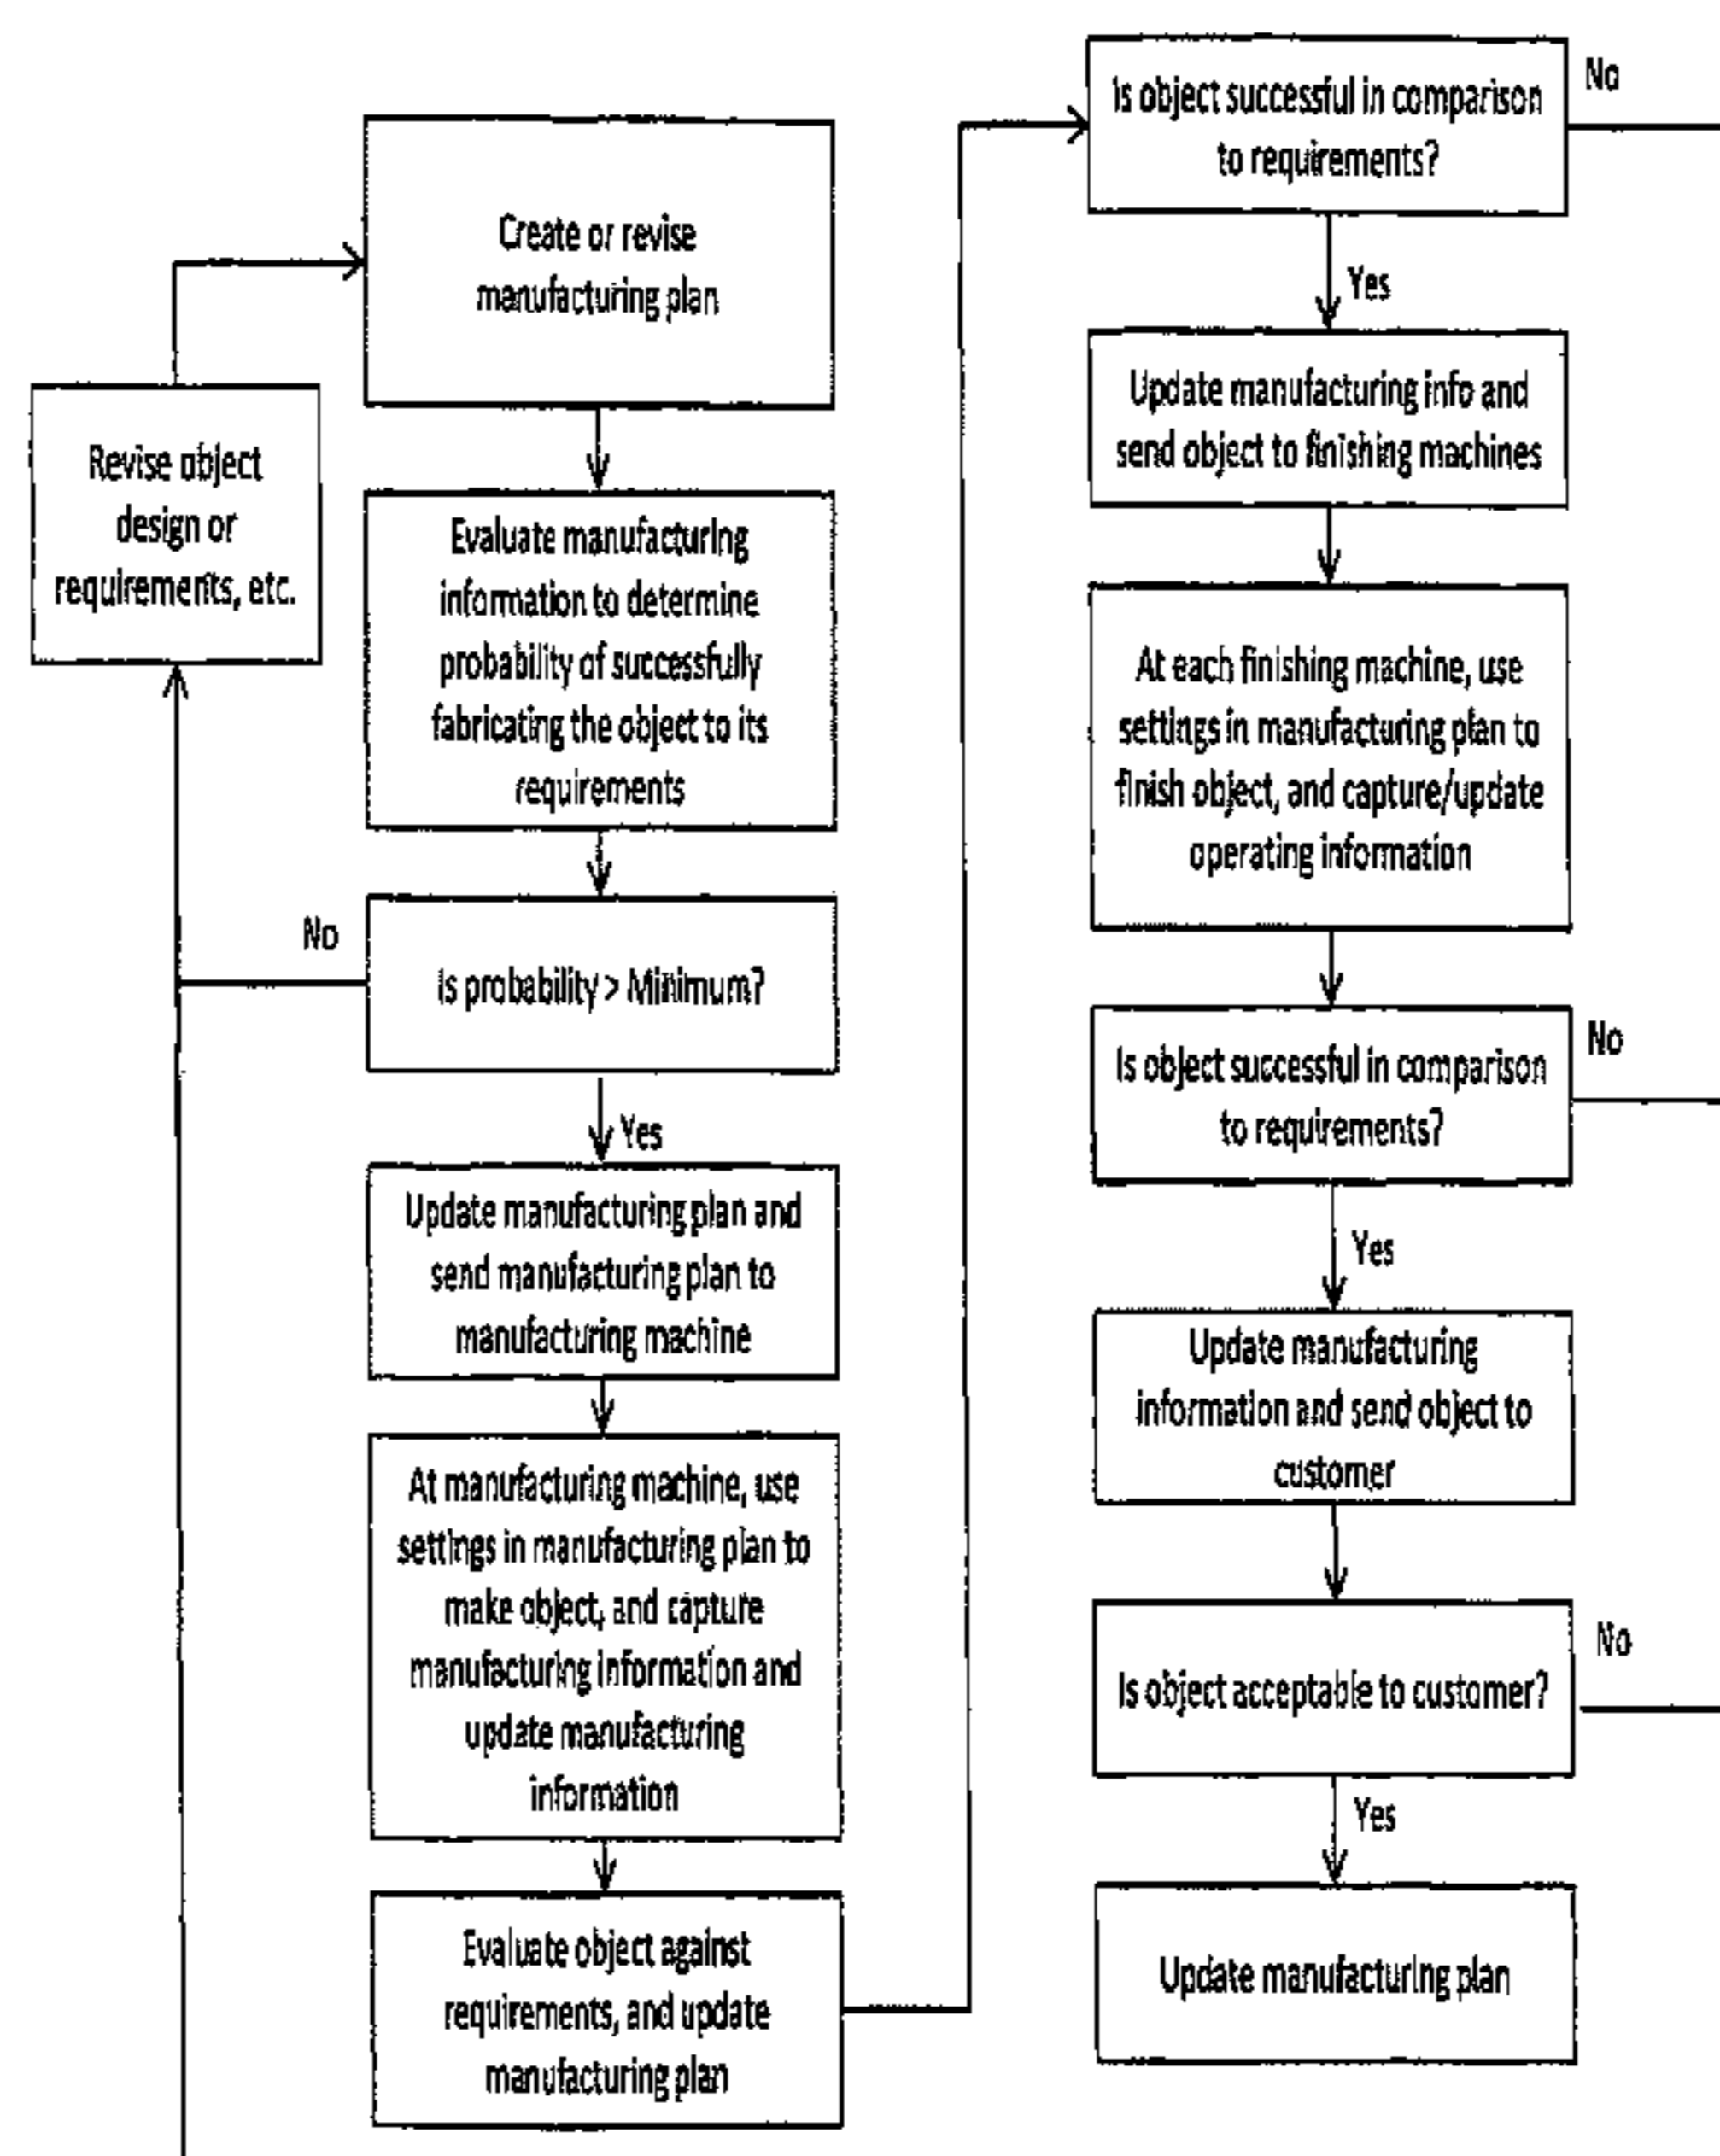 Create or revise
manufacturing plan
Revise object
design or
requirements, etc.
Evaluate manufacturing
information to determine
probability of successfully
fabricating the object to its
requirements
No
Is probability > Minimum?
Yes
Update manufacturing plan and
send manufacturing plan to
manufacturing machine
At manufacturing machine, use
settings in manufacturing plan to
make object, and capture
manufacturing information and
update manufacturing
information
Evaluate object against
requirements, and update
manufacturing plan
Is object successful in comparison
to requirements?
No
Yes
Update manufacturing info and
send object to finishing machines
At each finishing machine, use
settings in manufacturing plan to
finish object, and capture/update
operating information
Is object successful in comparison
to requirements?
No
Yes
Update manufacturing
information and send object to
customer
Is object acceptable to customer?
No
Yes
Update manufacturing plan